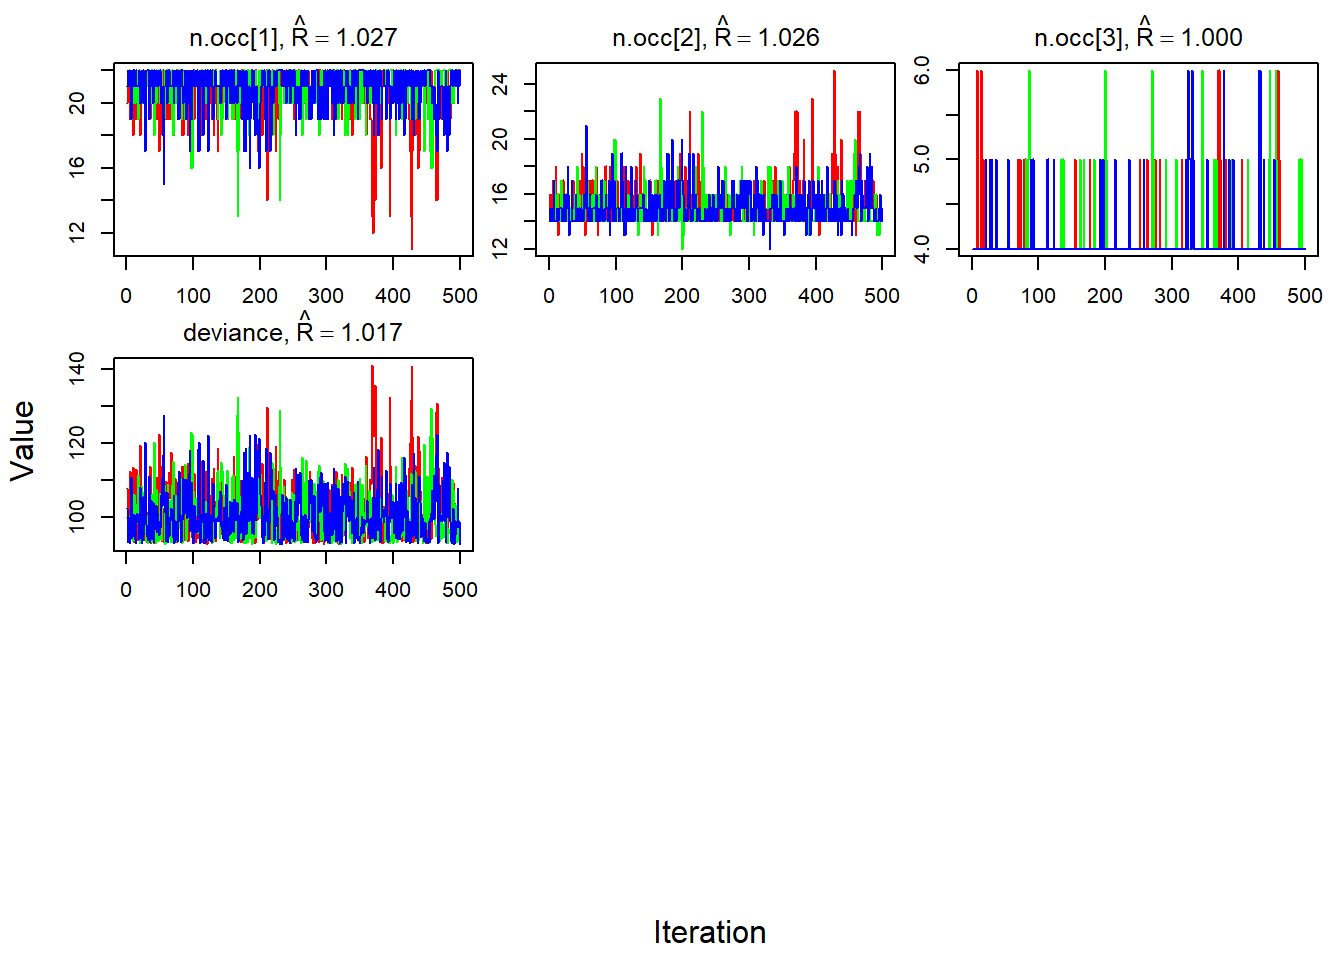 n.occ[1], R̂ = 1.027
n.occ[2], R̂ = 1.026
n.occ[3], R̂ = 1.000
12 16 20
0 100 200 300 400 500
12 16 20 24
0 100 200 300 400 500
4.0 5.0 6.0
0 100 200 300 400 500
deviance, R̂ = 1.017
100 120 140
0 100 200 300 400 500
Value
Iteration